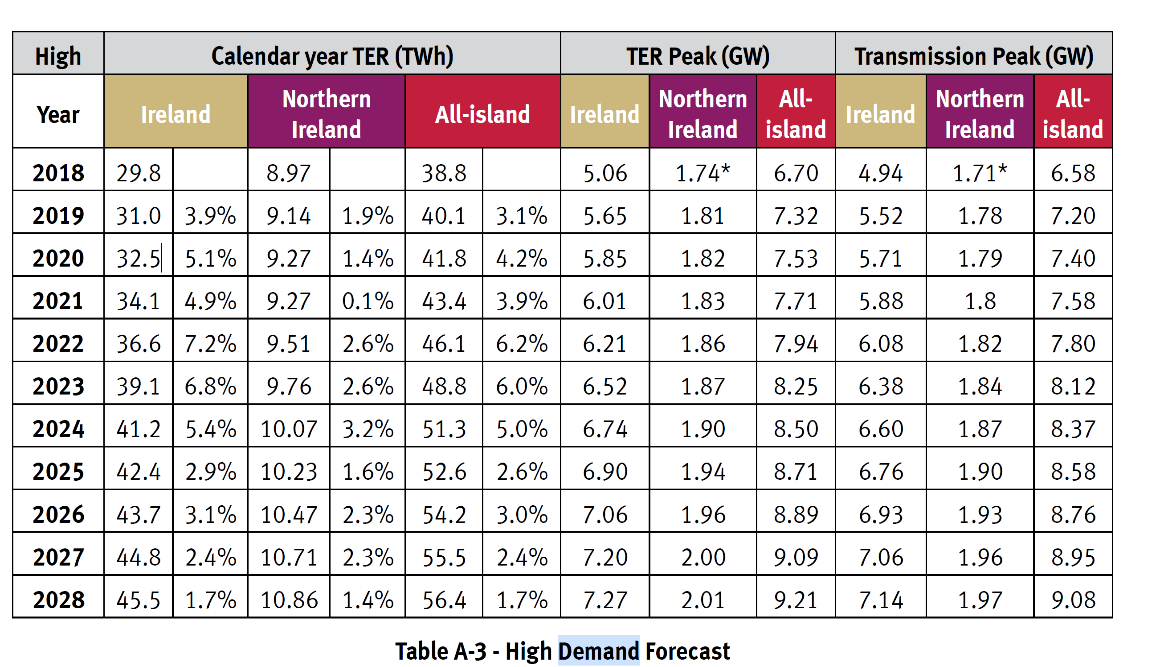 High Calendar year TER (TWh) TER Peak (GW) Transmission Peak (GW)
Year Ireland Northern Ireland All-island Ireland Northern Ireland All-island Ireland Northern Ireland All-island
2018 29.8 8.97 38.8 5.06 1.74* 6.70 4.94 1.71* 6.58
2019 31.0 3.9% 9.14 1.9% 40.1 3.1% 5.65 1.81 7.32 5.52 1.78 7.20
2020 32.5 5.1% 9.27 1.4% 41.8 4.2% 5.85 1.82 7.53 5.71 1.79 7.40
2021 34.1 4.9% 9.27 0.1% 43.4 3.9% 6.01 1.83 7.71 5.88 1.8 7.58
2022 36.6 7.2% 9.51 2.6% 46.1 6.2% 6.21 1.86 7.94 6.08 1.82 7.80
2023 39.1 6.8% 9.76 2.6% 48.8 6.0% 6.52 1.87 8.25 6.38 1.84 8.12
2024 41.2 5.4% 10.07 3.2% 51.3 5.0% 6.74 1.90 8.50 6.60 1.87 8.37
2025 42.4 2.9% 10.23 1.6% 52.6 2.6% 6.90 1.94 8.71 6.76 1.90 8.58
2026 43.7 3.1% 10.47 2.3% 54.2 3.0% 7.06 1.96 8.89 6.93 1.93 8.76
2027 44.8 2.4% 10.71 2.3% 55.5 2.4% 7.20 2.00 9.09 7.06 1.96 8.95
2028 45.5 1.7% 10.86 1.4% 56.4 1.7% 7.27 2.01 9.21 7.14 1.97 9.08
Table A-3 - High Demand Forecast